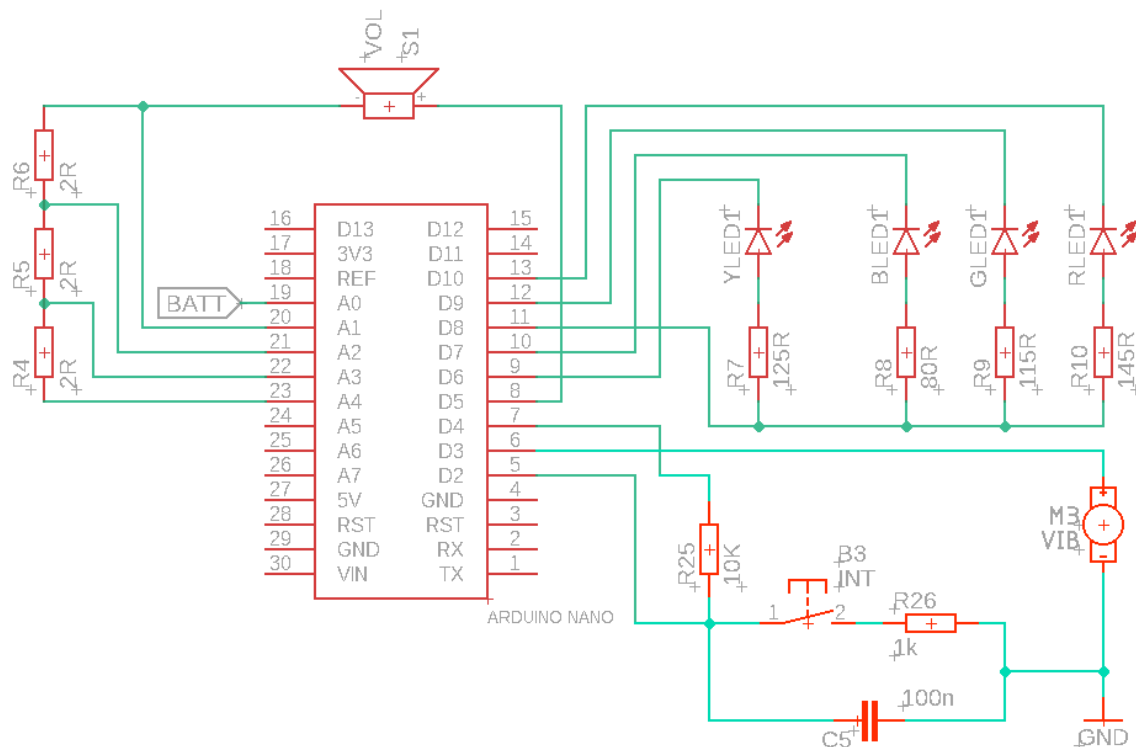 VOL
S1
- +
R6
2R
R5
2R
R4
2R
BATT
16 D13 D12 15
17 3V3 D11 14
18 REF D10 13
19 A0 D9 12
20 A1 D8 11
21 A2 D7 10
22 A3 D6 9
23 A4 D5 8
24 A5 D4 7
25 A6 D3 6
26 A7 D2 5
27 5V GND 4
28 RST RST 3
29 GND RX 2
30 VIN TX 1
ARDUINO NANO
YLED1
BLED1
GLED1
RLED1
R7
125R
R8
80R
R9
115R
R10
145R
M3
VIB
+
-
R25
10K
B3
INT
1 2
R26
1k
100n
C5
GND